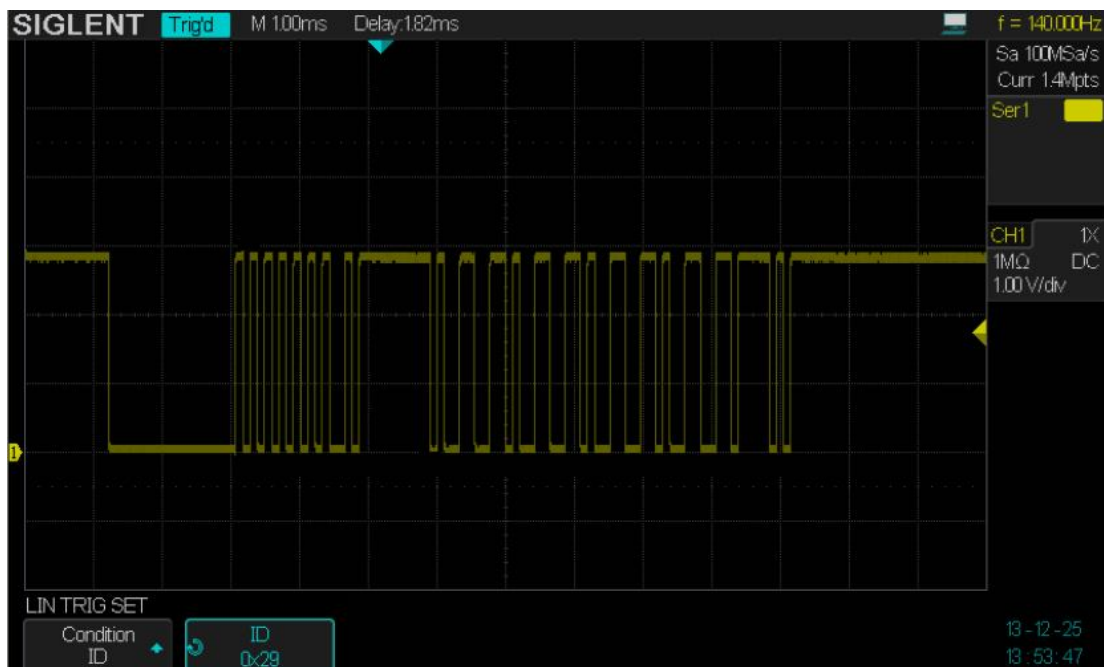 SIGLENT Trig'd M 1.00ms Delay:1.82ms f = 140.000Hz
Sa 100MSa/s
Curr 1.4Mpts
Ser1
CH1 1X
1MΩ DC
1.00 V/div
1
LIN TRIG SET
Condition
ID
ID
0x29
13-12-25
13:53:47